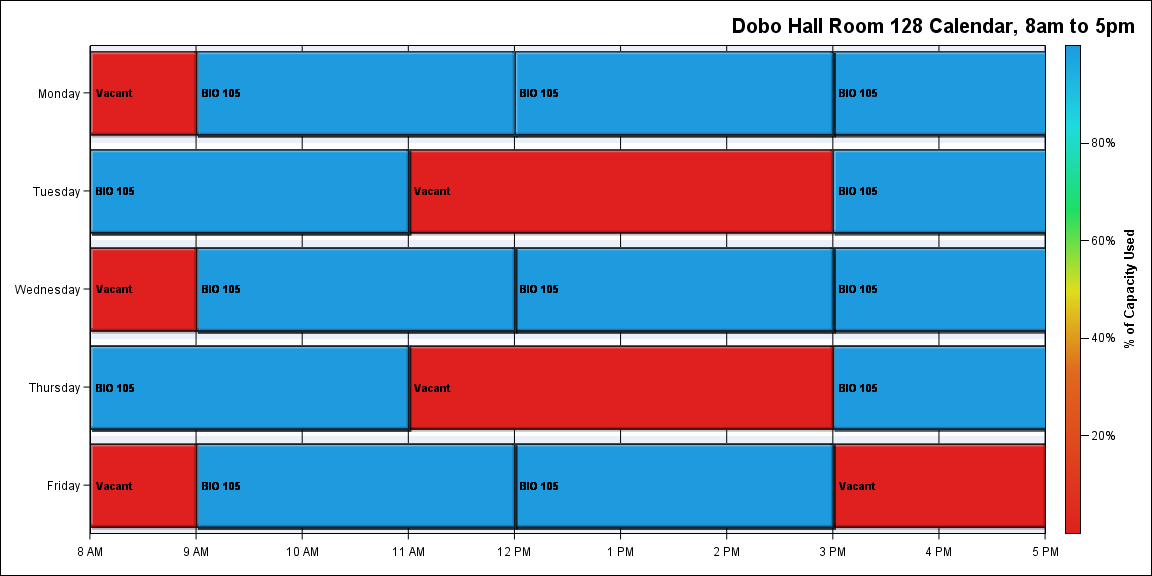 Dobo Hall Room 128 Calendar, 8am to 5pm
Monday
Vacant
BIO 105
BIO 105
BIO 105
Tuesday
BIO 105
Vacant
BIO 105
Wednesday
Vacant
BIO 105
BIO 105
BIO 105
Thursday
BIO 105
Vacant
BIO 105
Friday
Vacant
BIO 105
BIO 105
Vacant
8 AM
9 AM
10 AM
11 AM
12 PM
1 PM
2 PM
3 PM
4 PM
5 PM
80%
60%
40%
20%
% of Capacity Used